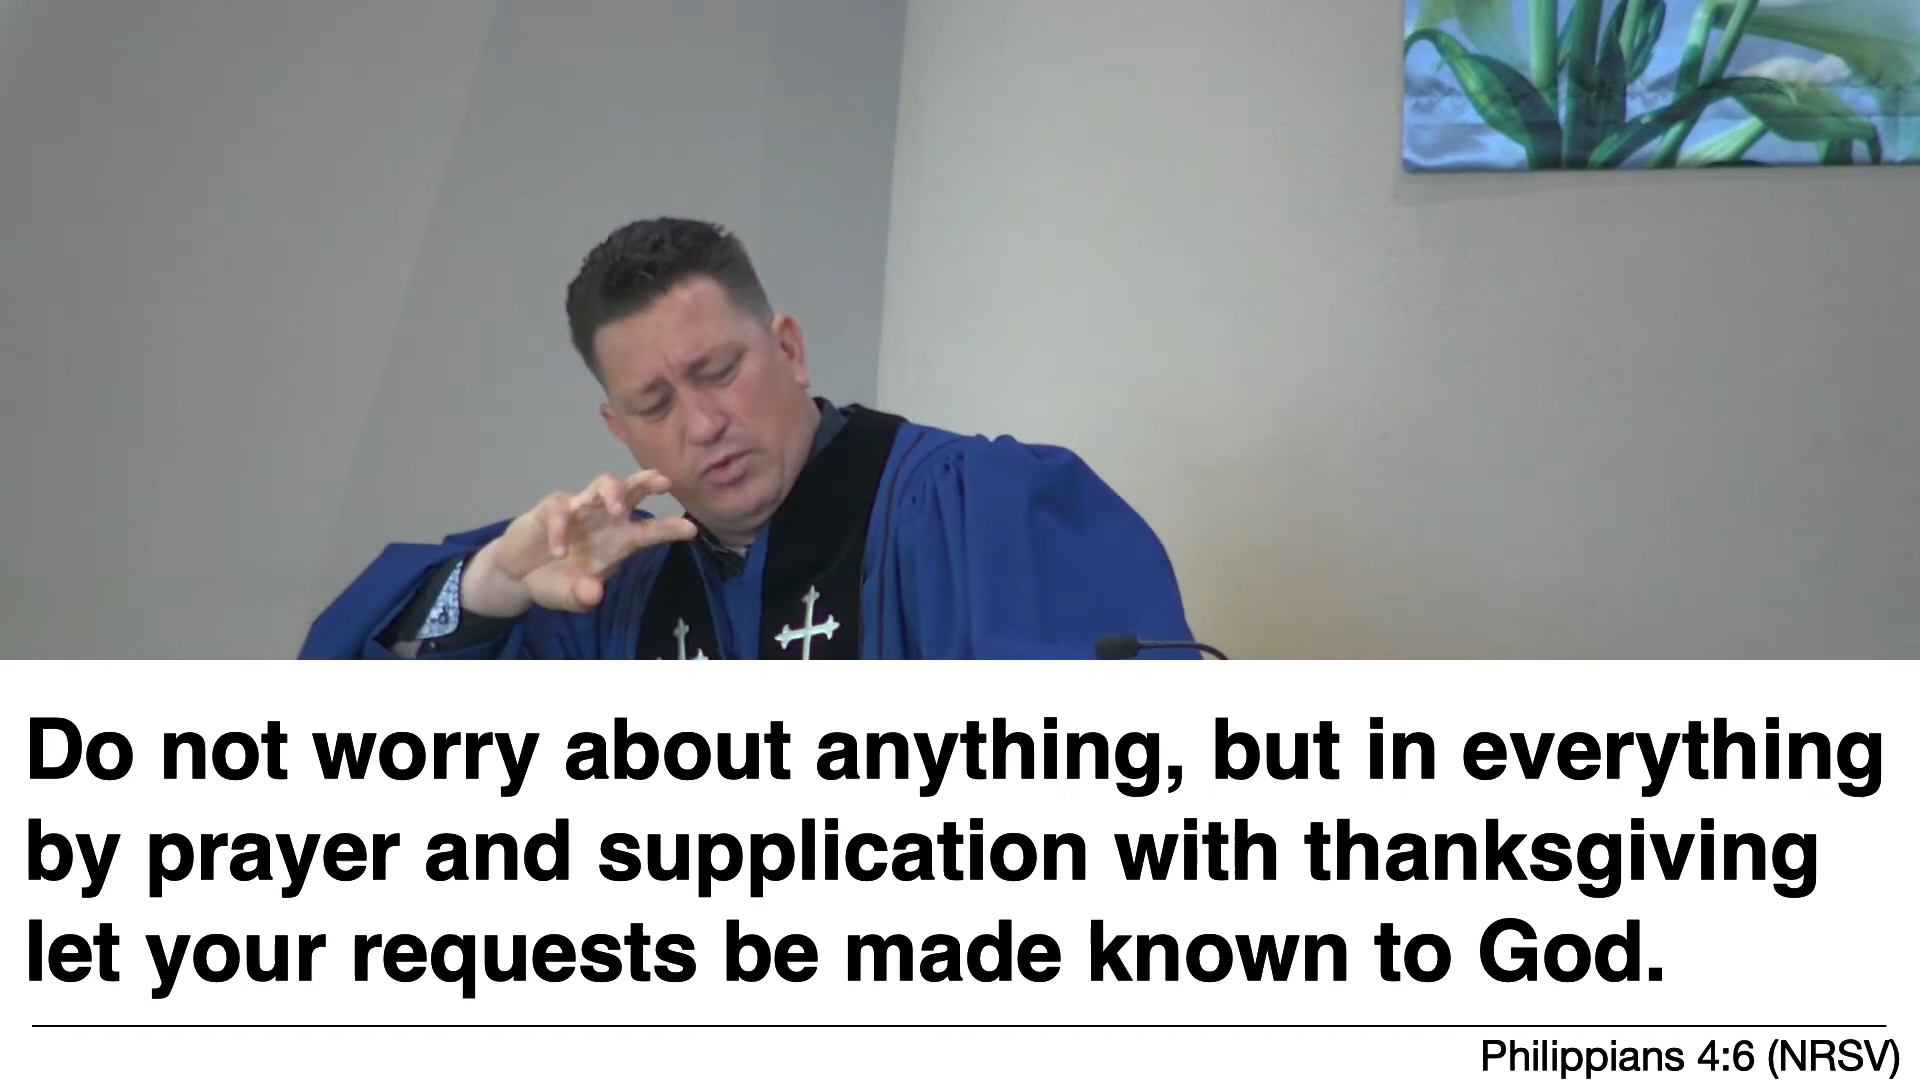 Do not worry about anything, but in everything
by prayer and supplication with thanksgiving
let your requests be made known to God.
Philippians 4:6 (NRSV)